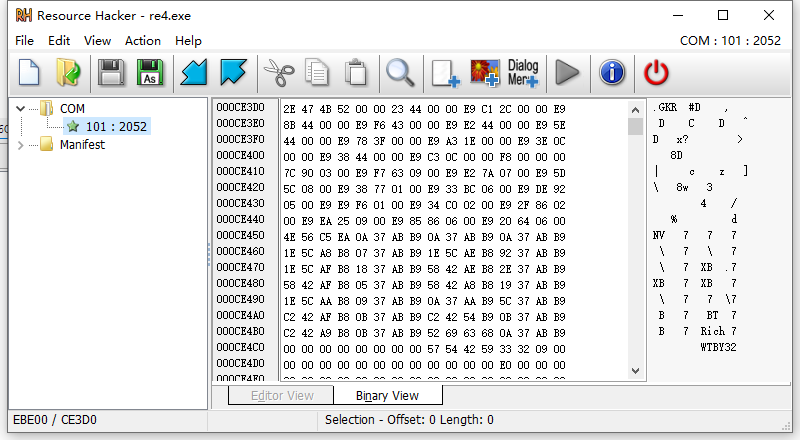 Resource Hacker - re4.exe
File Edit View Action Help COM : 101 : 2052
As Dialog Menu
COM
101 : 2052
Manifest
000CE3D0 2E 47 4B 52 00 00 23 44 00 00 E9 C1 2C 00 00 E9 .GKR #D ,
000CE3E0 8B 44 00 00 E9 F6 43 00 00 E9 E2 44 00 00 E9 5E D C D ^
000CE3F0 44 00 00 E9 78 3F 00 00 E9 A3 1E 00 00 E9 3E 0C D x? >
000CE400 00 00 E9 38 44 00 00 E9 C3 0C 00 00 F8 00 00 00 8D
000CE410 7C 90 03 00 E9 F7 63 09 00 00 E9 E2 7A 07 00 E9 5D | c z ]
000CE420 5C 08 00 E9 38 77 01 00 E9 33 BC 06 00 E9 DE 92 \ 8w 3
000CE430 05 00 E9 E9 F6 01 00 E9 34 C0 02 00 E9 2F 86 02 4 /
000CE440 00 E9 EA 25 09 00 E9 85 86 06 00 E9 20 64 06 00 % d
000CE450 4E 56 C5 EA 0A 37 AB B9 0A 37 AB B9 0A 37 AB B9 NV 7 7 7
000CE460 1E 5C A8 B8 07 37 AB B9 1E 5C AE B8 92 37 AB B9 \ 7 \ 7
000CE470 1E 5C AF B8 18 37 AB B9 58 42 AE B8 2E 37 AB B9 \ 7 XB .7
000CE480 58 42 AF B8 05 37 AB B9 58 42 A8 B8 19 37 AB B9 XB 7 XB 7
000CE490 1E 5C AA B8 09 37 AB B9 0A 37 AA B9 5C 37 AB B9 \ 7 7 \7
000CE4A0 C2 42 AF B8 0B 37 AB B9 C2 42 54 B9 0B 37 AB B9 B 7 BT 7
000CE4B0 C2 42 A9 B8 0B 37 AB B9 52 69 63 68 0A 37 AB B9 B 7 Rich 7
000CE4C0 00 00 00 00 00 00 00 57 54 42 59 33 32 09 00 WTBY32
000CE4D0 00 00 00 00 00 00 00 00 00 00 00 E0 00 00 00 00
Editor View Binary View
EBE00 / CE3D0 Selection - Offset: 0 Length: 0